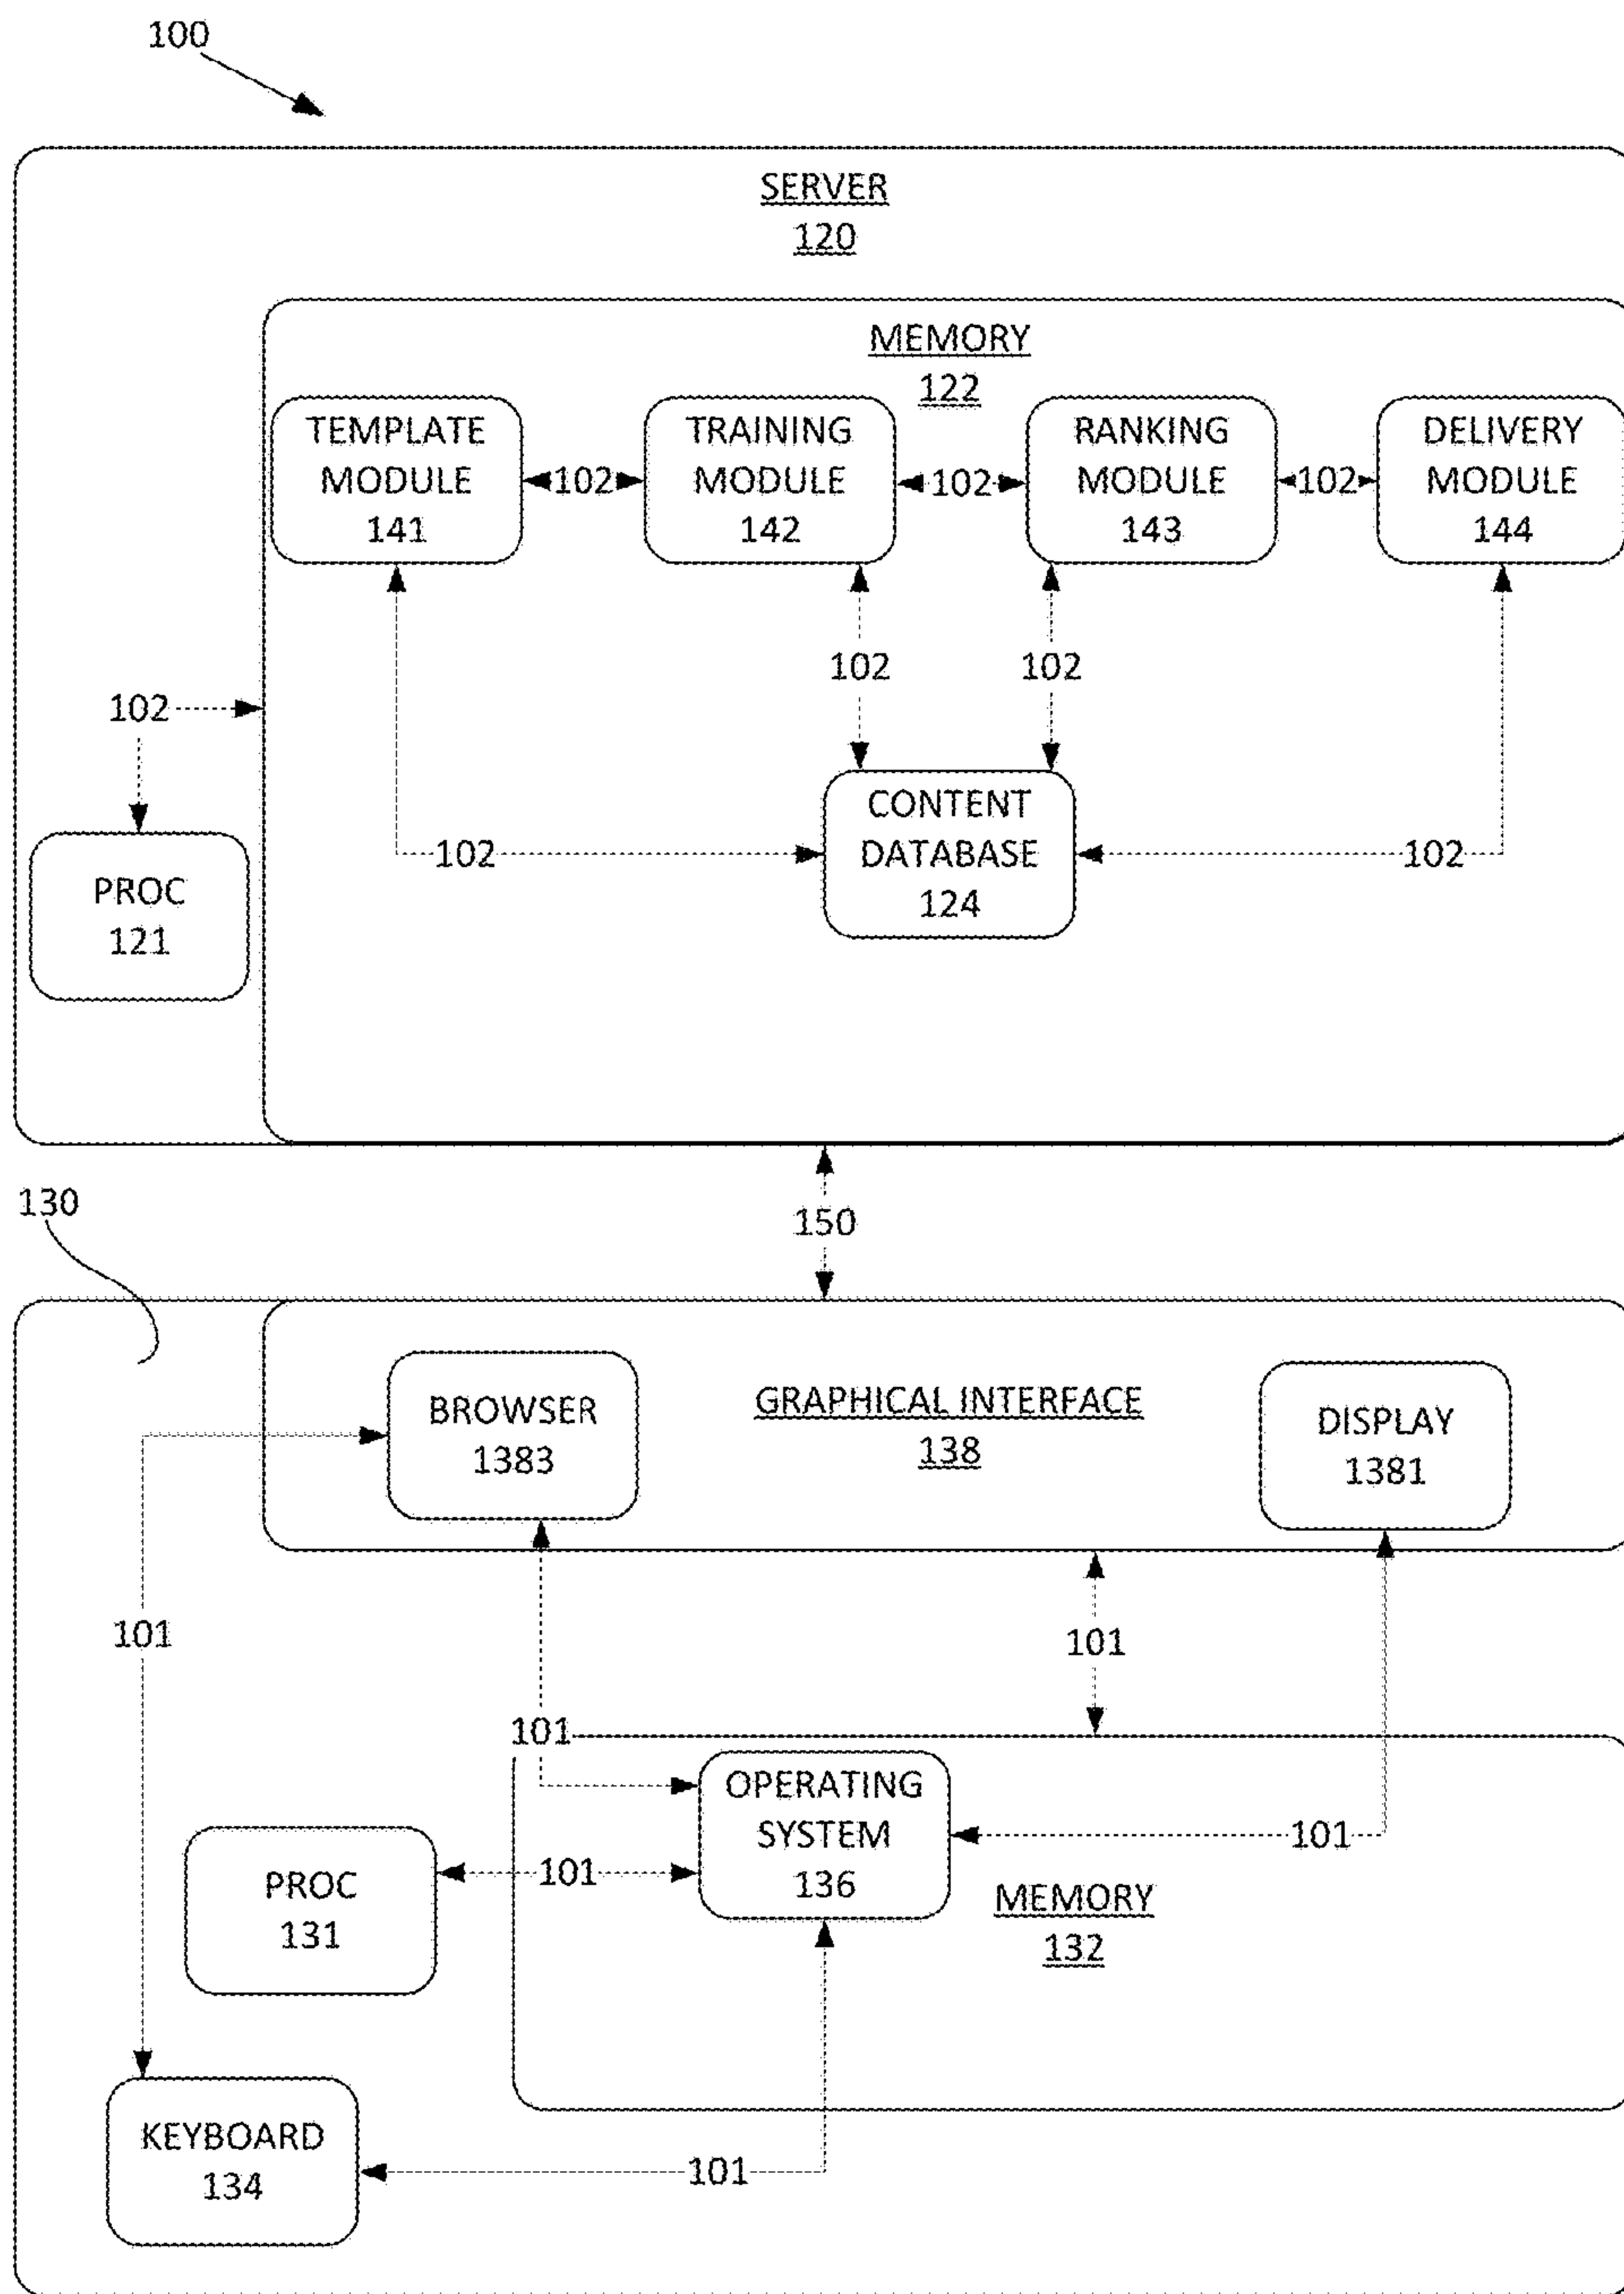 100
SERVER
120
MEMORY
122
TEMPLATE
MODULE
141
102
TRAINING
MODULE
142
102
RANKING
MODULE
143
102
DELIVERY
MODULE
144
102
102
102
PROC
121
102
CONTENT
DATABASE
124
102
130
150
BROWSER
1383
GRAPHICAL INTERFACE
138
DISPLAY
1381
101
101
101
OPERATING
SYSTEM
136
101
PROC
131
101
MEMORY
132
KEYBOARD
134
101